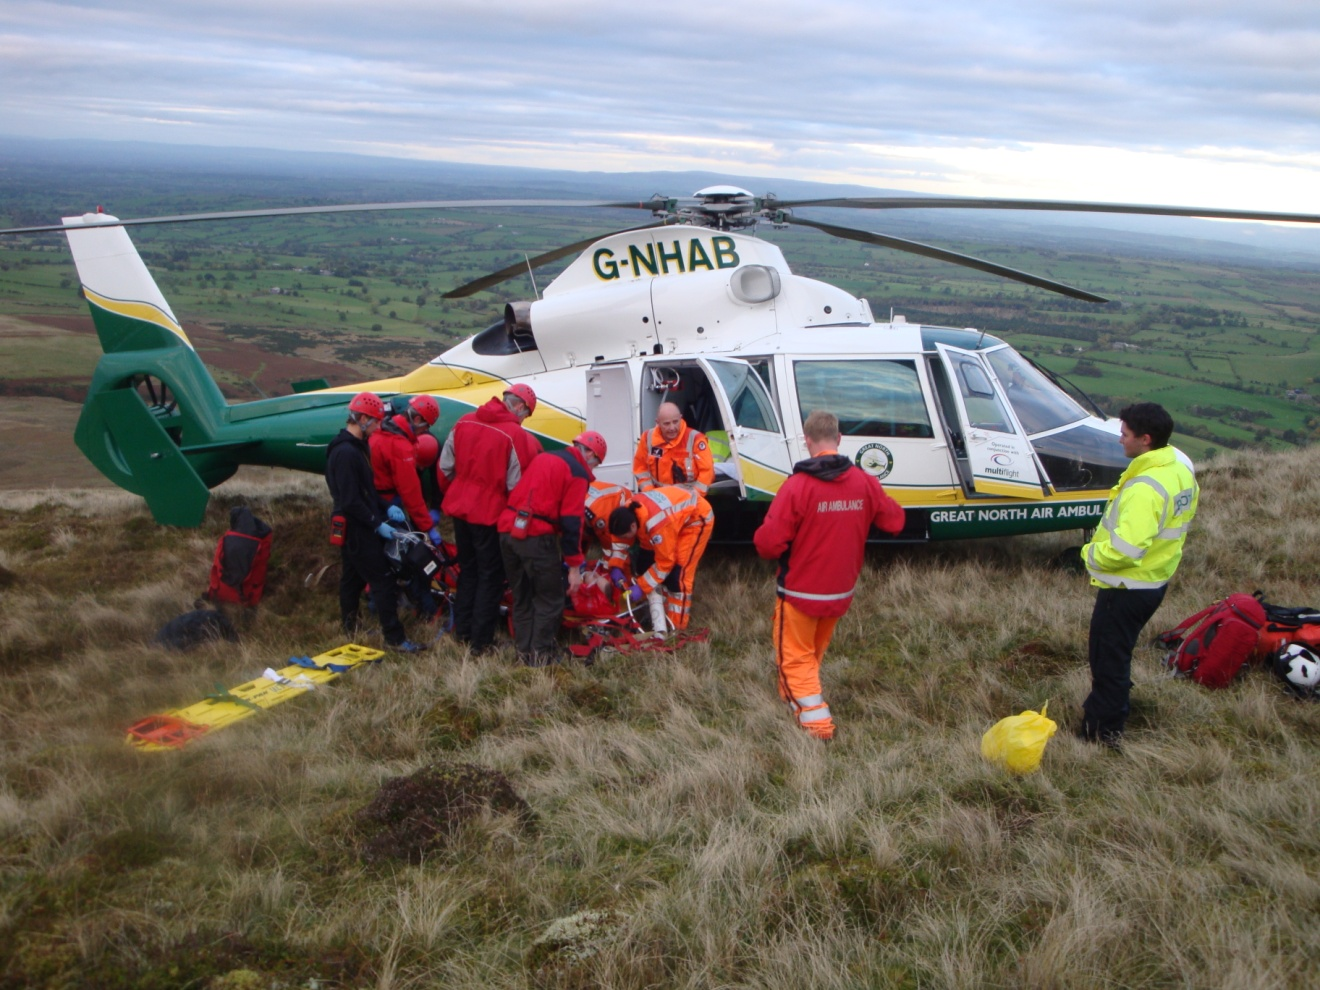 G-NHAB
AIR AMBULANCE
multiflight
GREAT NORTH AIR AMBUL